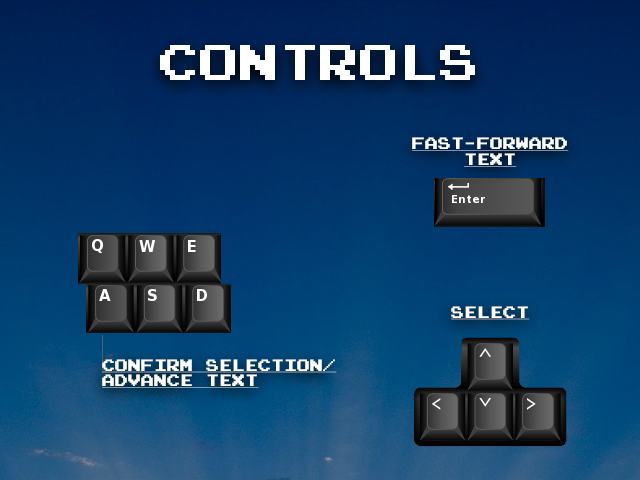 CONTROLS
FAST-FORWARD
TEXT
Enter
Q W E
A S D
CONFIRM SELECTION/
ADVANCE TEXT
SELECT
^
< v >